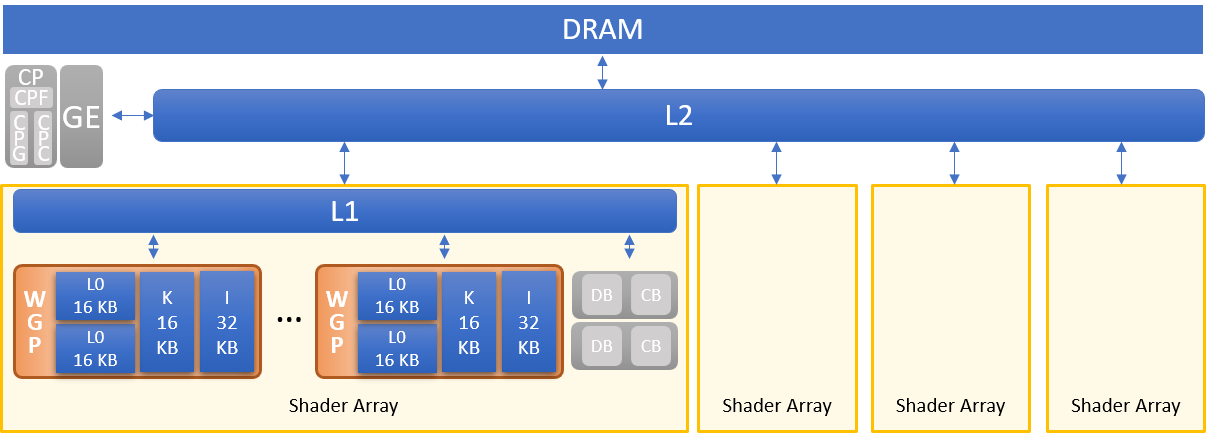 DRAM
CP
CPF
CPG
CPC
GE
L2
L1
WGP
L0
16 KB
L0
16 KB
K
16
KB
I
32
KB
...
WGP
L0
16 KB
L0
16 KB
K
16
KB
I
32
KB
DB
CB
DB
CB
Shader Array
Shader Array
Shader Array
Shader Array